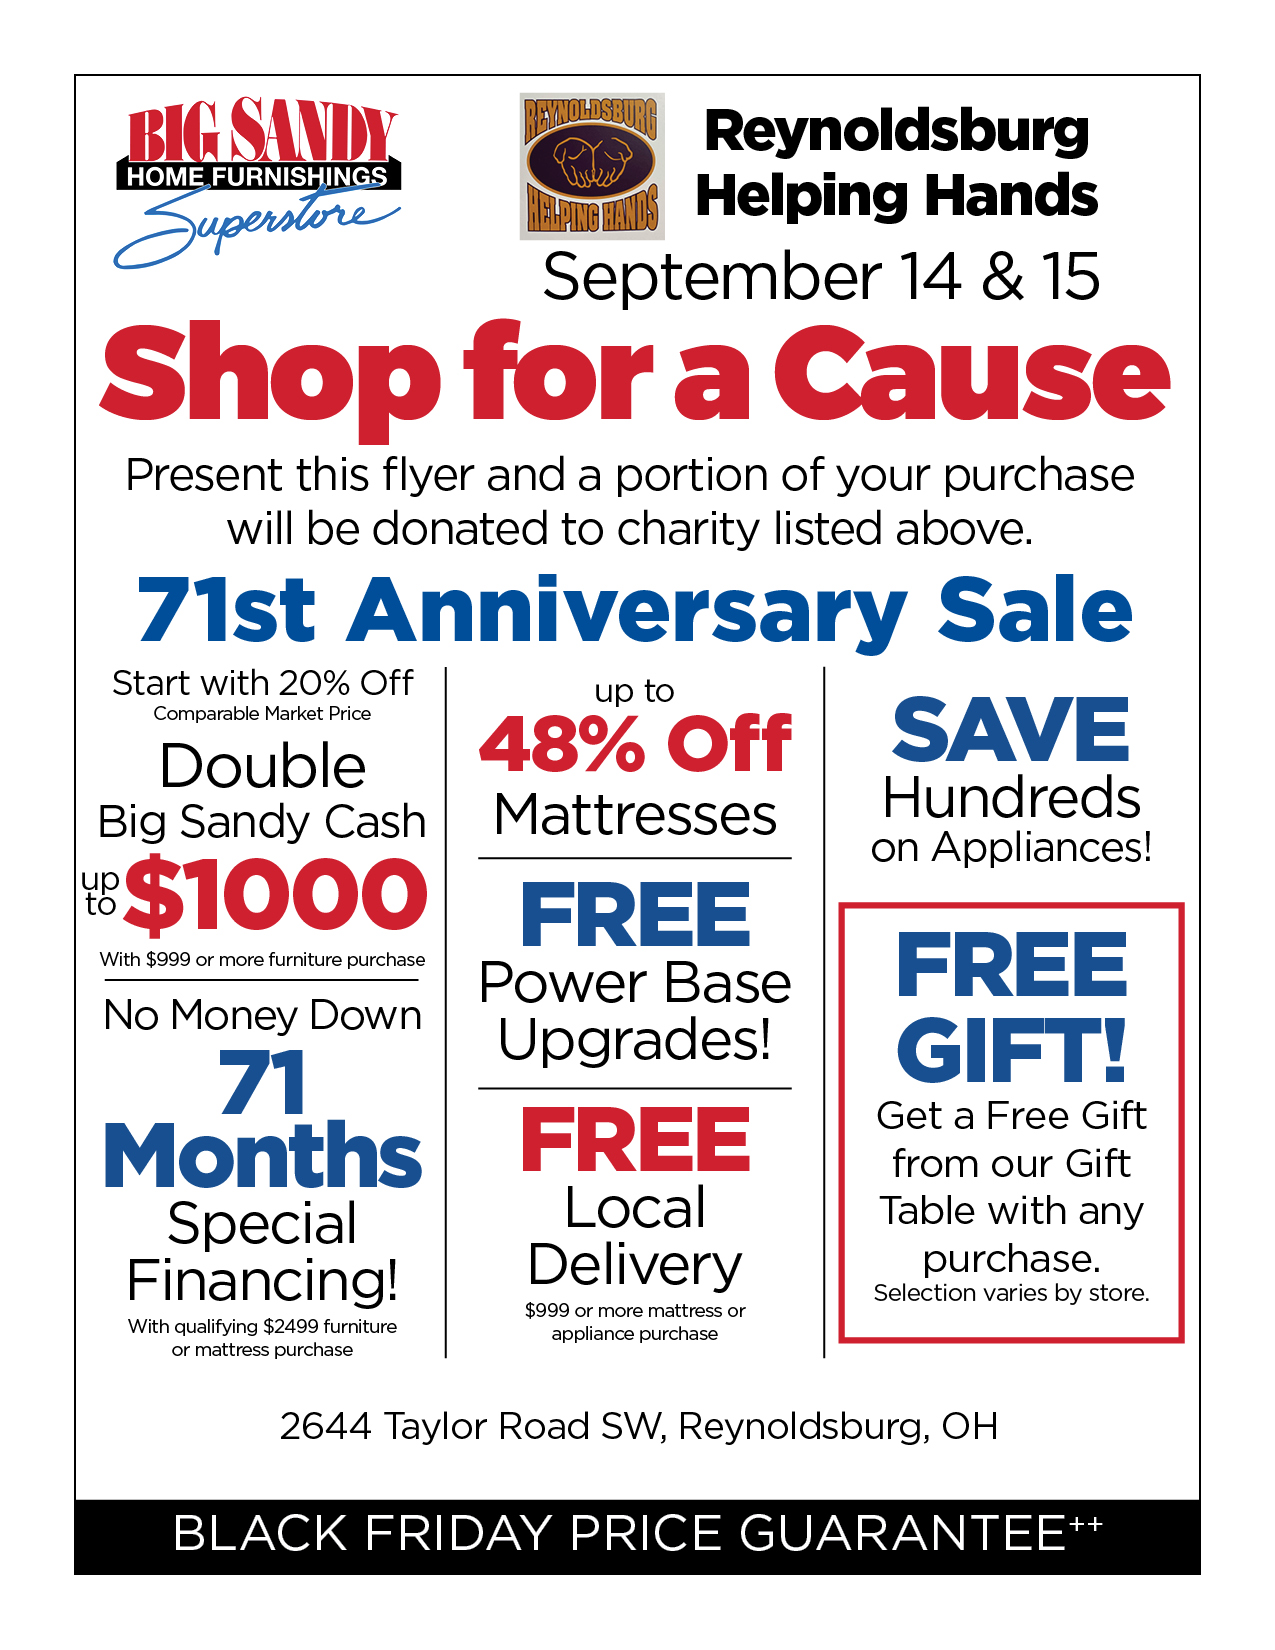 BIG SANDY
HOME FURNISHINGS
Superstore
REYNOLDSBURG
HELPING HANDS
Reynoldsburg
Helping Hands
September 14 & 15
Shop for a Cause
Present this flyer and a portion of your purchase
will be donated to charity listed above.
71st Anniversary Sale
Start with 20% Off
Comparable Market Price
Double
Big Sandy Cash
up
to
$1000
With $999 or more furniture purchase
No Money Down
71
Months
Special
Financing!
With qualifying $2499 furniture
or mattress purchase
up to
48% Off
Mattresses
FREE
Power Base
Upgrades!
FREE
Local
Delivery
$999 or more mattress or
appliance purchase
SAVE
Hundreds
on Appliances!
FREE
GIFT!
Get a Free Gift
from our Gift
Table with any
purchase.
Selection varies by store.
2644 Taylor Road SW, Reynoldsburg, OH
BLACK FRIDAY PRICE GUARANTEE++